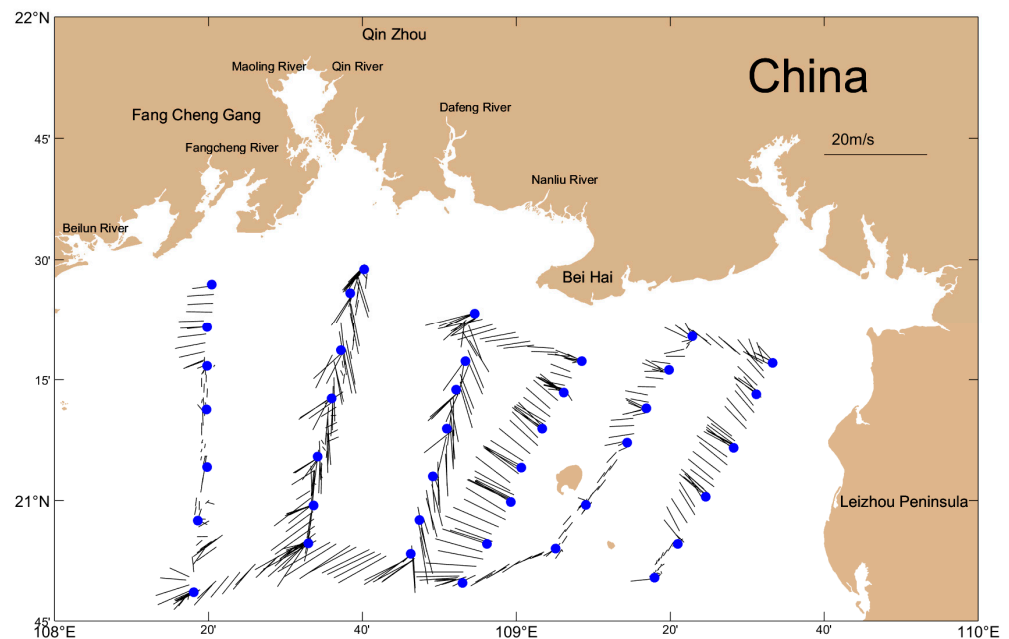 22°N
Qin Zhou
China
Maoling River
Qin River
Dafeng River
Fang Cheng Gang
45'
20m/s
Fangcheng River
Nanliu River
Beilun River
30'
Bei Hai
15'
21°N
Leizhou Peninsula
45'
108°E
20'
40'
109°E
20'
40'
110°E